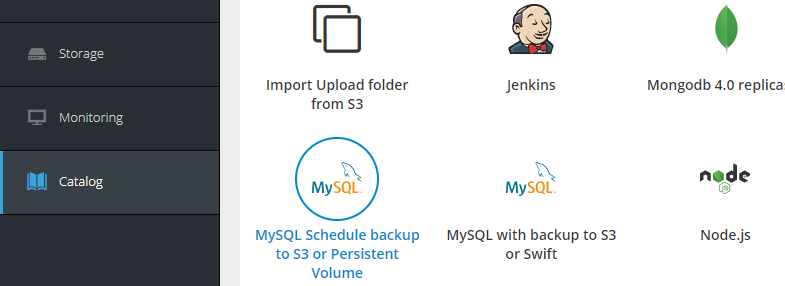 Storage
Monitoring
Catalog
Import Upload folder
from S3
Jenkins
Mongodb 4.0 replicas
MySQL
MySQL Schedule backup
to S3 or Persistent
Volume
MySQL
MySQL with backup to S3
or Swift
node
JS
Node.js